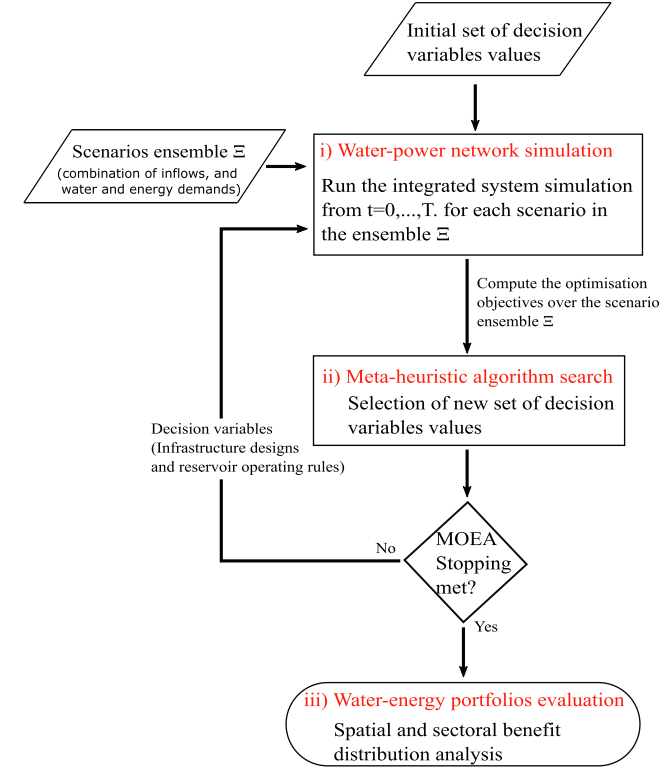 Initial set of decision
variables values
Scenarios ensemble Ξ
(combination of inflows, and
water and energy demands)
i) Water-power network simulation
Run the integrated system simulation
from t=0,...,T. for each scenario in
the ensemble Ξ
Compute the optimisation
objectives over the scenario
ensemble Ξ
ii) Meta-heuristic algorithm search
Selection of new set of decision
variables values
Decision variables
(Infrastructure designs
and reservoir operating rules)
No
MOEA
Stopping
met?
Yes
iii) Water-energy portfolios evaluation
Spatial and sectoral benefit
distribution analysis